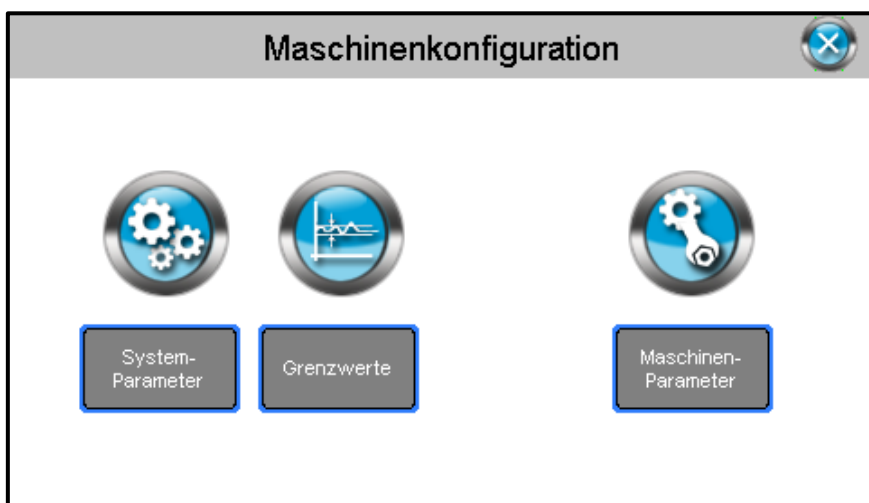 Maschinenkonfiguration
System-
Parameter
Grenzwerte
Maschinen-
Parameter